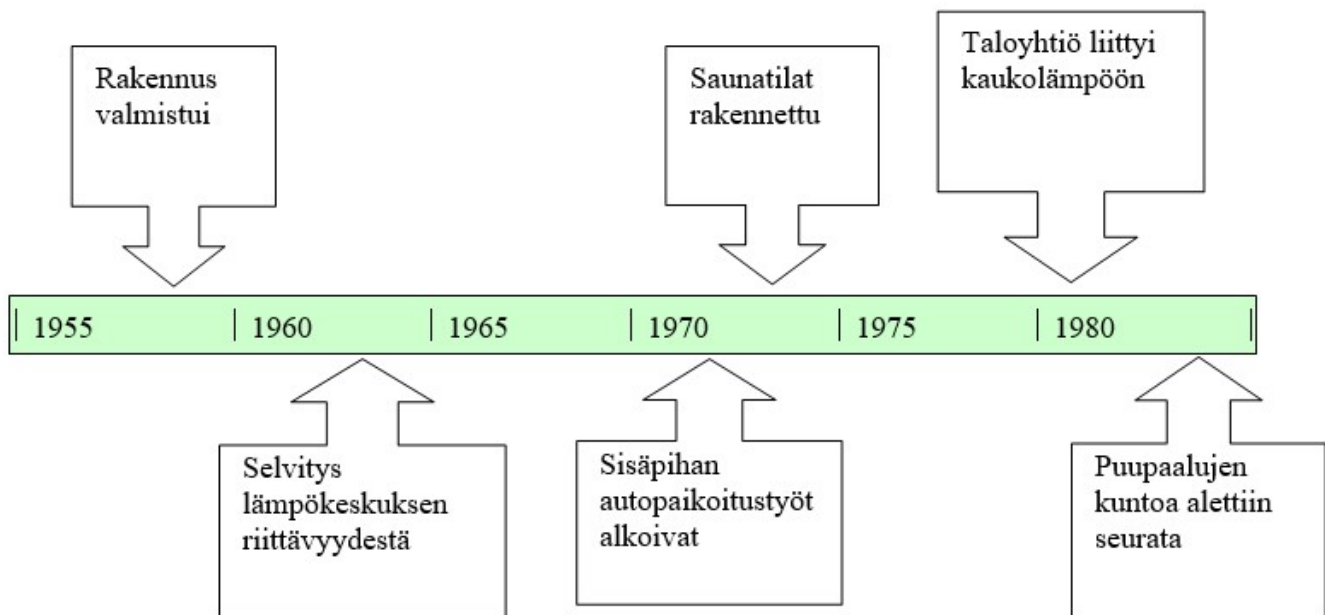 Rakennus
valmistui
Saunatilat
rakennettu
Taloyhtiö liittyi
kaukolämpöön
1955
1960
1965
1970
1975
1980
Selvitys
lämpökeskuksen
riittävyydestä
Sisäpihan
autopaikoitustyöt
alkoivat
Puupaalujen
kuntoa alettiin
seurata